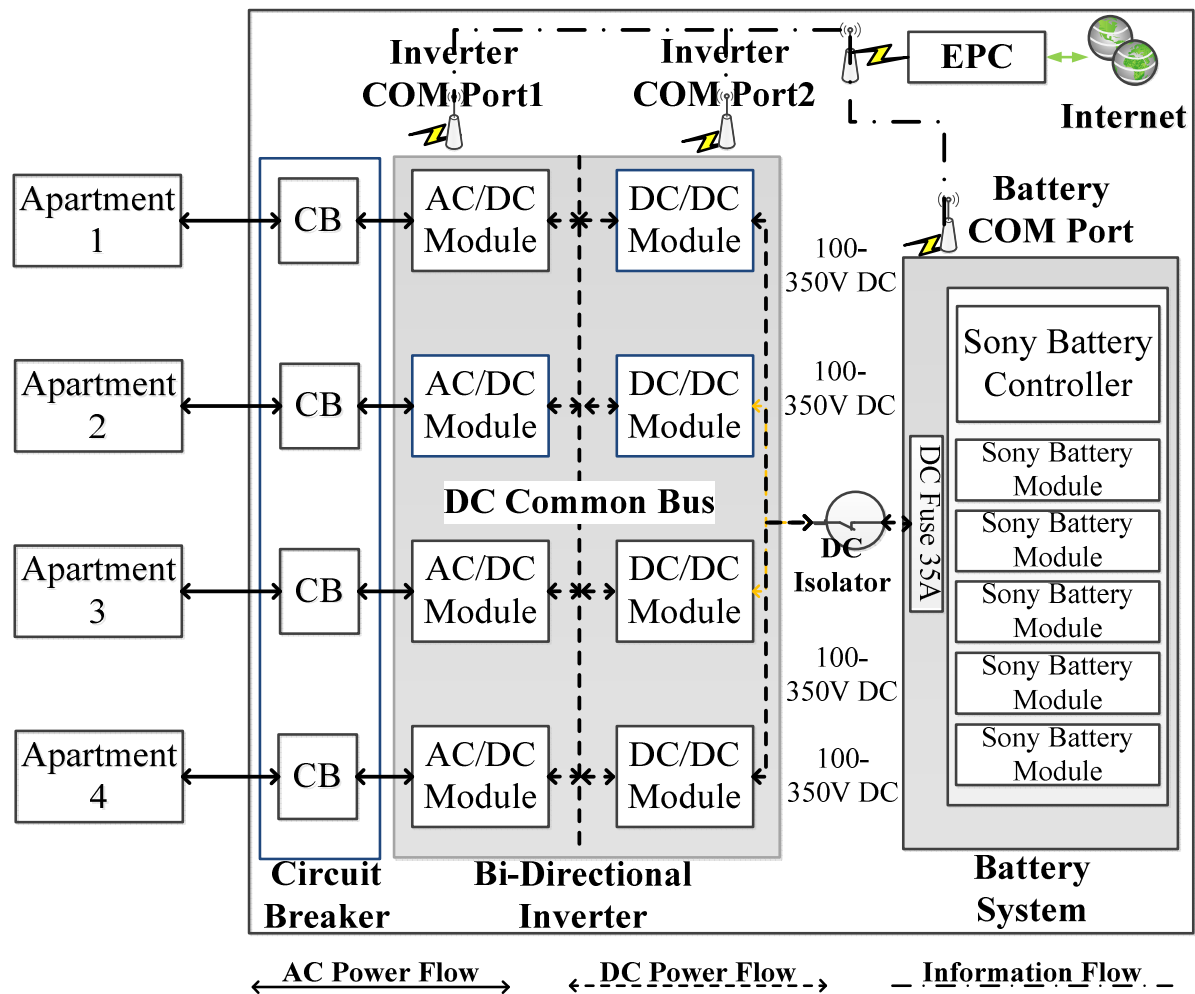 Inverter
COM Port1
Inverter
COM Port2
EPC
Internet
Battery
COM Port
Apartment
1
CB
AC/DC
Module
DC/DC
Module
100-
350V DC
Apartment
2
CB
AC/DC
Module
DC/DC
Module
100-
350V DC
DC Common Bus
Apartment
3
CB
AC/DC
Module
DC/DC
Module
100-
350V DC
Apartment
4
CB
AC/DC
Module
DC/DC
Module
100-
350V DC
DC
Isolator
DC Fuse 35A
Sony Battery
Controller
Sony Battery
Module
Sony Battery
Module
Sony Battery
Module
Sony Battery
Module
Sony Battery
Module
Circuit
Breaker
Bi-Directional
Inverter
Battery
System
AC Power Flow
DC Power Flow
Information Flow